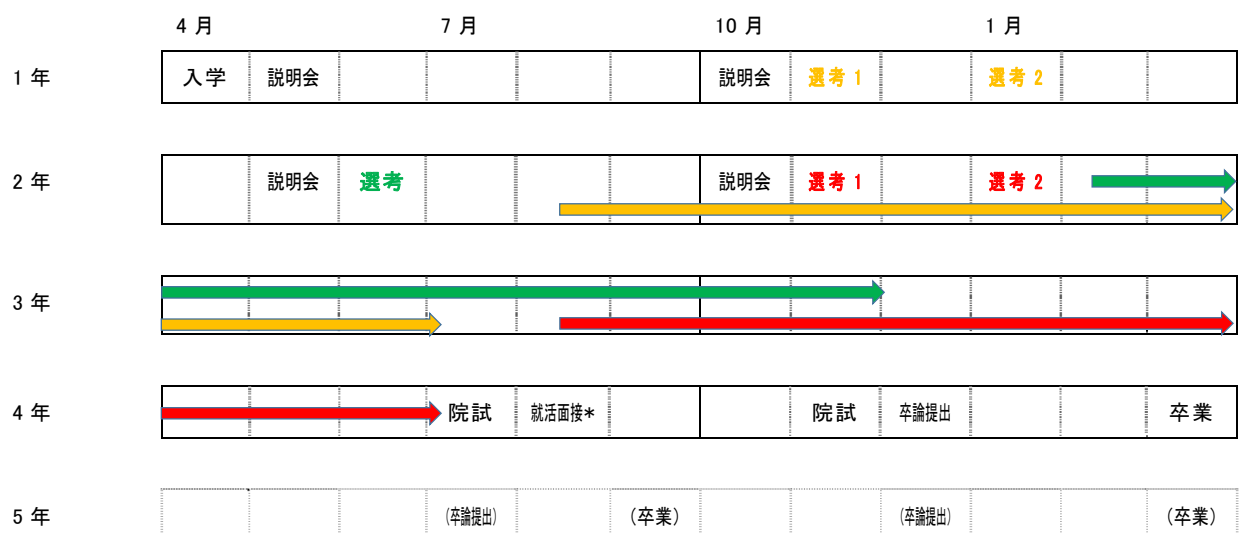 4 月 7 月 10 月 1 月
1 年 入学 説明会 説明会 選考 1 選考 2
2 年 説明会 選考 説明会 選考 1 選考 2
3 年
4 年 院試 就活面接* 院試 卒論提出 卒業
5 年 (卒論提出) (卒業) (卒論提出) (卒業)